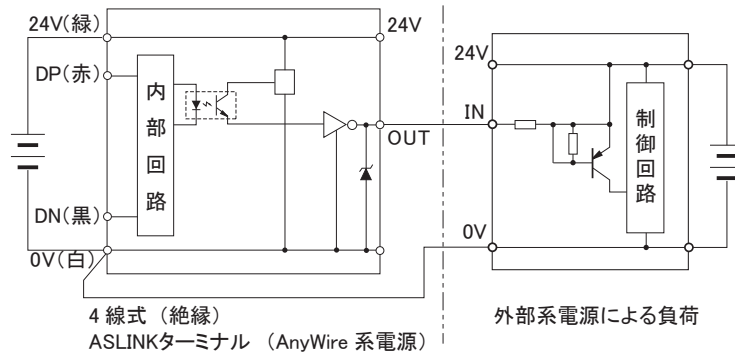 24V(緑)
24V
DP(赤)
内部回路
OUT
DN(黒)
0V(白)
24V
IN
制御回路
0V
4 線式 (絶縁)
ASLINKターミナル (AnyWire 系電源)
外部系電源による負荷